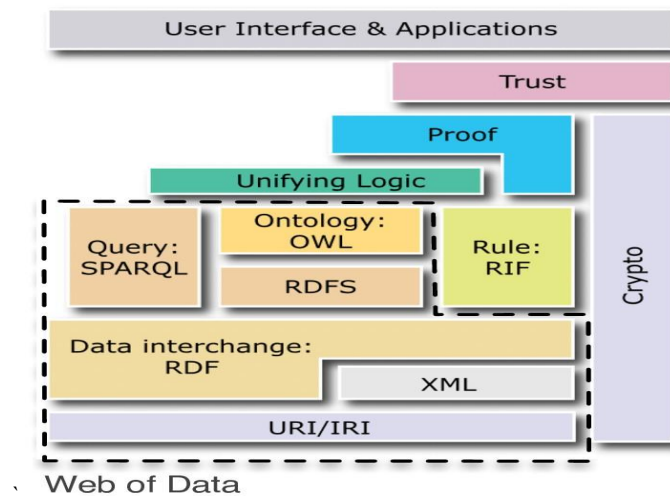 User Interface & Applications
Trust
Proof
Unifying Logic
Query:
SPARQL
Ontology:
OWL
RDFS
Rule:
RIF
Crypto
Data interchange:
RDF
XML
URI/IRI
Web of Data